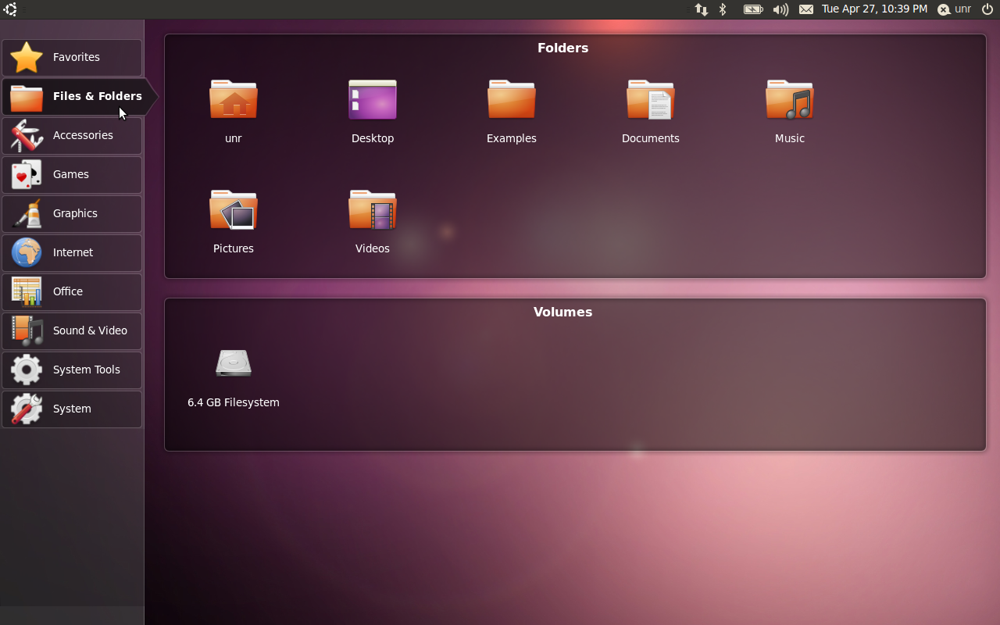 Tue Apr 27, 10:39 PM unr
Favorites
Files & Folders
Accessories
Games
Graphics
Internet
Office
Sound & Video
System Tools
System
Folders
unr Desktop Examples Documents Music
Pictures Videos
Volumes
6.4 GB Filesystem